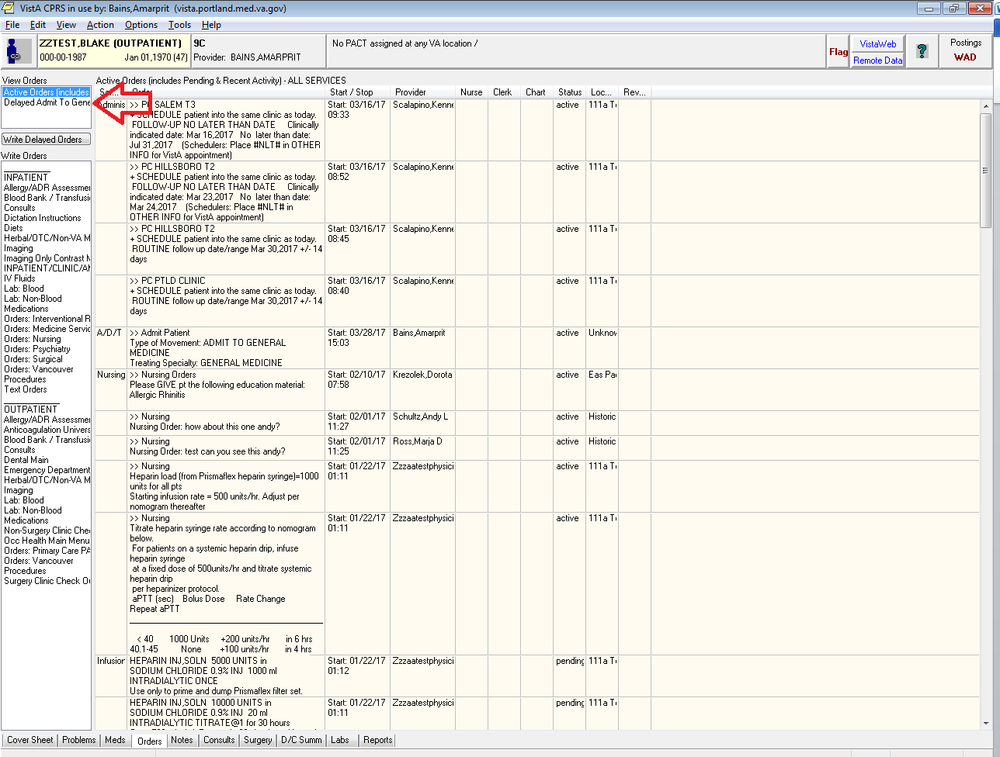 VistA CPRS in use by: Bains,Amarprit (vista.portland.med.va.gov)
File Edit View Action Options Tools Help
ZZTEST,BLAKE (OUTPATIENT)
000-00-1987 Jan 01,1970 (47)
9C
Provider: BAINS,AMARPRIT
No PACT assigned at any VA location /
Flag
VistaWeb
Remote Data
?
Postings
WAD
View Orders
Active Orders (includes
Delayed Admit To Gene
Write Delayed Orders
Write Orders
INPATIENT
Allergy/ADR Assessmer
Blood Bank / Transfusi
Consults
Dictation Instructions
Diets
Herbal/OTC/Non-VA M
Imaging
Imaging Only Contrast M
INPATIENT/CLINIC/AI
IV Fluids
Lab: Blood
Lab: Non-Blood
Medications
Orders: Interventional R
Orders: Medicine Servic
Orders: Nursing
Orders: Psychiatry
Orders: Surgical
Orders: Vancouver
Procedures
Text Orders
OUTPATIENT
Allergy/ADR Assessmer
Anticoagulation Univers
Blood Bank / Transfusi
Consults
Dental Main
Emergency Department
Herbal/OTC/Non-VA M
Imaging
Lab: Blood
Lab: Non-Blood
Medications
Non-Surgery Clinic Che
Occ Health Main Menu
Orders: Primary Care PA
Orders: Vancouver
Procedures
Surgery Clinic Check O
Active Orders (includes Pending & Recent Activity) - ALL SERVICES
Start / Stop Provider Nurse Clerk Chart Status Loc... Rev...
Adminis >> PC SALEM T3 Start: 03/16/17 Scalapino,Kenne active 111a T
+ SCHEDULE patient into the same clinic as today. 09:33
FOLLOW-UP NO LATER THAN DATE Clinically
indicated date: Mar 16,2017 No later than date:
Jul 31,2017 (Schedulers: Place #NLT# in OTHER
INFO for VistA appointment)
>> PC HILLSBORO T2 Start: 03/16/17 Scalapino,Kenne active 111a T
+ SCHEDULE patient into the same clinic as today. 08:52
FOLLOW-UP NO LATER THAN DATE Clinically
indicated date: Mar 23,2017 No later than date:
Mar 24,2017 (Schedulers: Place #NLT# in
OTHER INFO for VistA appointment)
>> PC HILLSBORO T2 Start: 03/16/17 Scalapino,Kenne active 111a T
+ SCHEDULE patient into the same clinic as today. 08:45
ROUTINE follow up date/range Mar 30,2017 +/- 14
days
>> PC PTLD CLINIC Start: 03/16/17 Scalapino,Kenne active 111a T
+ SCHEDULE patient into the same clinic as today. 08:40
ROUTINE follow up date/range Mar 30,2017 +/- 14
days
A/D/T >> Admit Patient Start: 03/28/17 Bains,Amarprit active Unknow
Type of Movement: ADMIT TO GENERAL 15:03
MEDICINE
Treating Specialty: GENERAL MEDICINE
Nursing >> Nursing Orders Start: 02/10/17 Krezolek,Dorota active Eas Pa
Please GIVE pt the following education material: 07:58
Allergic Rhinitis
>> Nursing Start: 02/01/17 Schultz,Andy L active Historic
Nursing Order: how about this one andy? 11:27
>> Nursing Start: 02/01/17 Ross,Marja D active Historic
Nursing Order: test can you see this andy? 11:25
>> Nursing Start: 01/22/17 Zzzaatestphysici active 111a T
Heparin load (from Prismaflex heparin syringe)=1000 01:11
units for all pts
Starting infusion rate = 500 units/hr. Adjust per
nomogram thereafter
>> Nursing Start: 01/22/17 Zzzaatestphysici active 111a T
Titrate heparin syringe rate according to nomogram 01:11
below.
For patients on a systemic heparin drip, infuse
heparin syringe
at a fixed dose of 500units/hr and titrate systemic
heparin drip
per heparinizer protocol.
aPTT (sec) Bolus Dose Rate Change
Repeat aPTT
< 40 1000 Units +200 units/hr in 6 hrs
40.1-45 None +100 units/hr in 4 hrs
Infusion HEPARIN INJ,SOLN 5000 UNITS in Start: 01/22/17 Zzzaatestphysici pending 111a T
SODIUM CHLORIDE 0.9% INJ 1000 ml 01:12
INTRADIALYTIC ONCE
Use only to prime and dump Prismaflex filter set.
HEPARIN INJ,SOLN 10000 UNITS in Start: 01/22/17 Zzzaatestphysici pending 111a T
SODIUM CHLORIDE 0.9% INJ 20 ml 01:11
INTRADIALYTIC TITRATE@1 for 30 hours
Cover Sheet Problems Meds Orders Notes Consults Surgery D/C Summ Labs Reports